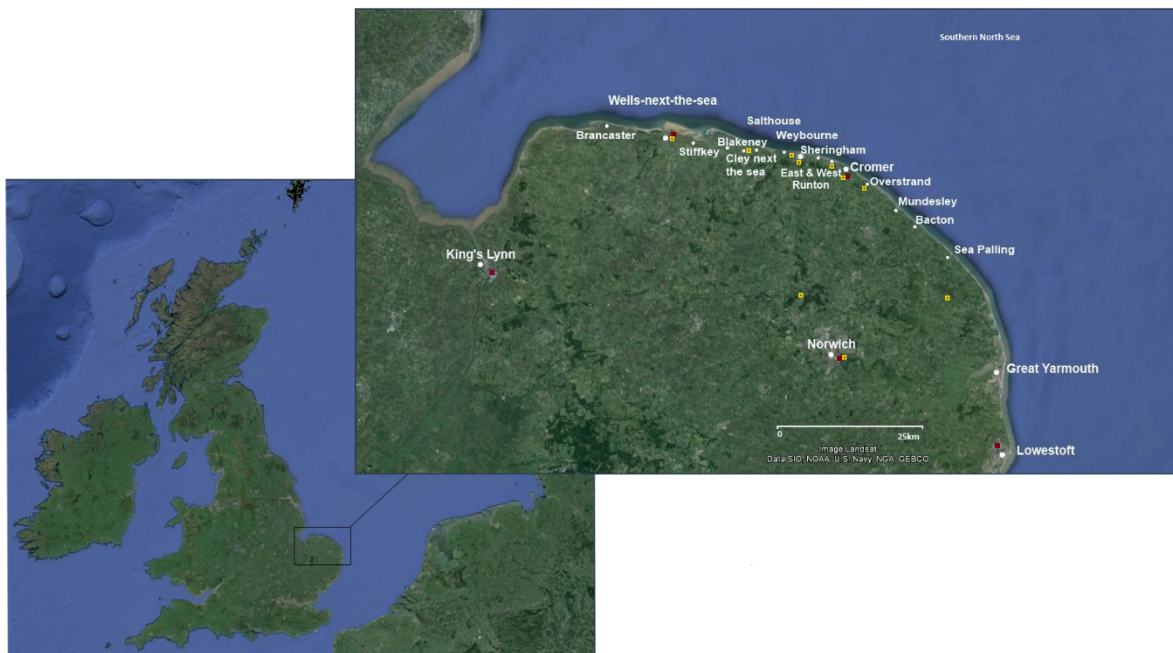 Southern North Sea
Wells-next-the-sea
Brancaster
Salthouse
Blakeney
Weybourne
Stiffkey
Cley next
the sea
Sheringham
East & West
Runton
Cromer
Overstrand
Mundesley
Bacton
Sea Palling
King's Lynn
Norwich
Great Yarmouth
0 25km
Image Landsat
Data SIO, NOAA, U.S. Navy, NGA, GEBCO
Lowestoft